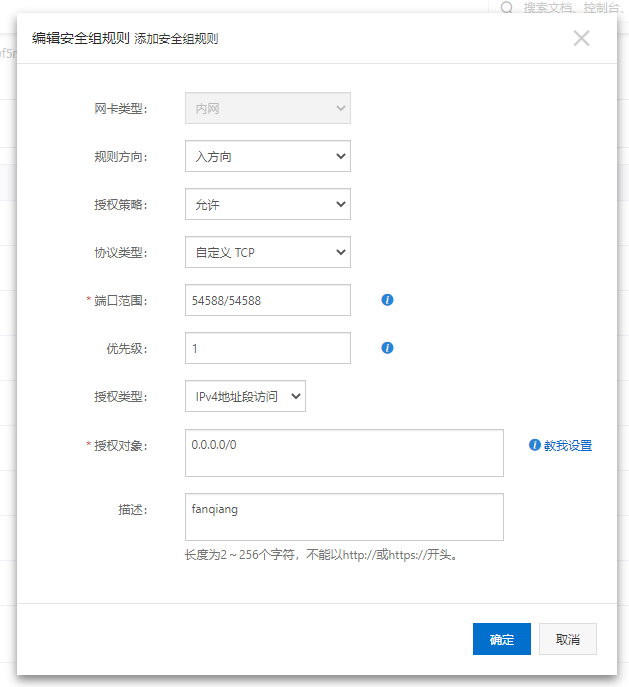 搜索文档、控制台、
编辑安全组规则 添加安全组规则
网卡类型： 内网
规则方向： 入方向
授权策略： 允许
协议类型： 自定义 TCP
* 端口范围： 54588/54588
优先级： 1
授权类型： IPv4地址段访问
* 授权对象： 0.0.0.0/0 教我设置
描述： fanqiang
长度为2～256个字符，不能以http://或https://开头。
确定 取消